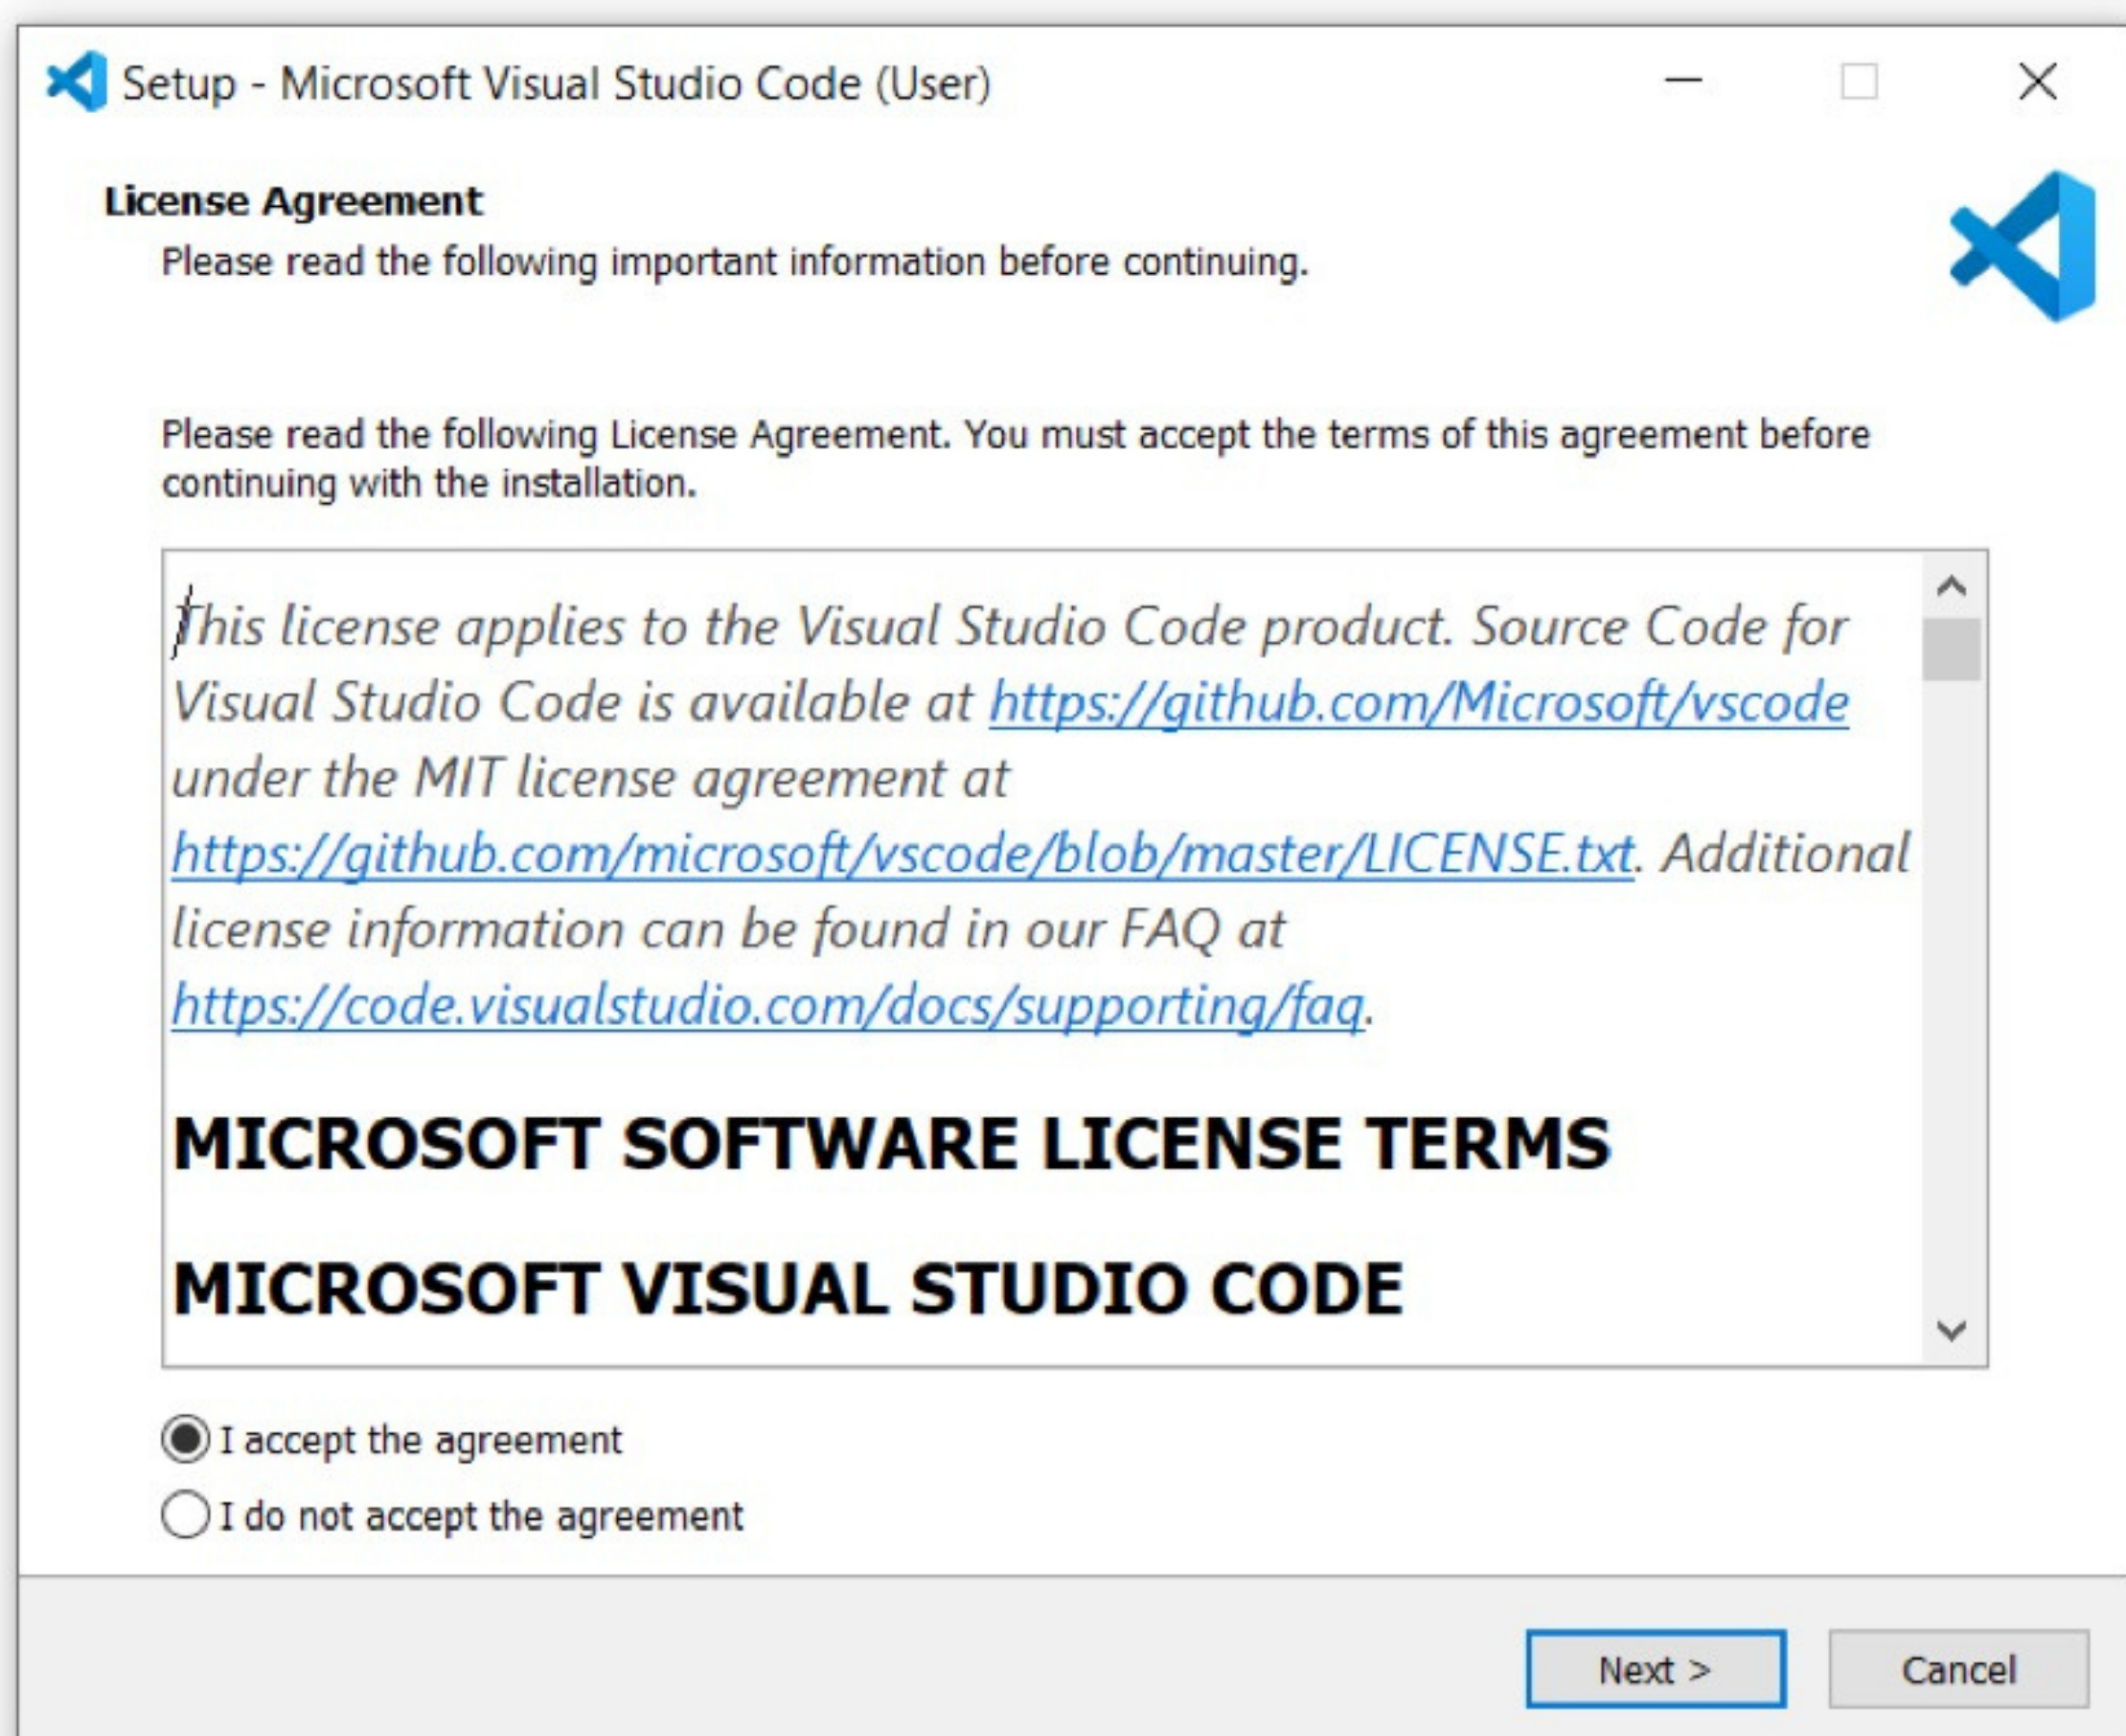 Setup - Microsoft Visual Studio Code (User)
License Agreement
Please read the following important information before continuing.
Please read the following License Agreement. You must accept the terms of this agreement before
continuing with the installation.
This license applies to the Visual Studio Code product. Source Code for
Visual Studio Code is available at https://github.com/Microsoft/vscode
under the MIT license agreement at
https://github.com/microsoft/vscode/blob/master/LICENSE.txt. Additional
license information can be found in our FAQ at
https://code.visualstudio.com/docs/supporting/faq.
MICROSOFT SOFTWARE LICENSE TERMS
MICROSOFT VISUAL STUDIO CODE
I accept the agreement
I do not accept the agreement
Next >
Cancel